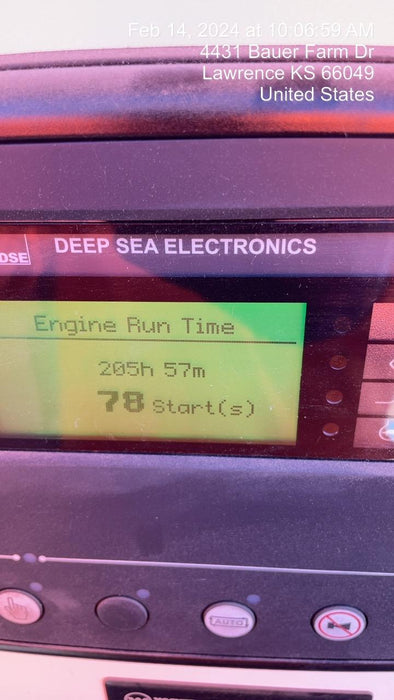 Feb 14, 2024 at 10:06:59 AM
4431 Bauer Farm Dr
Lawrence KS 66049
United States
DSE
DEEP SEA ELECTRONICS
Engine Run Time
205h 57m
78 Start(s)
AUTO